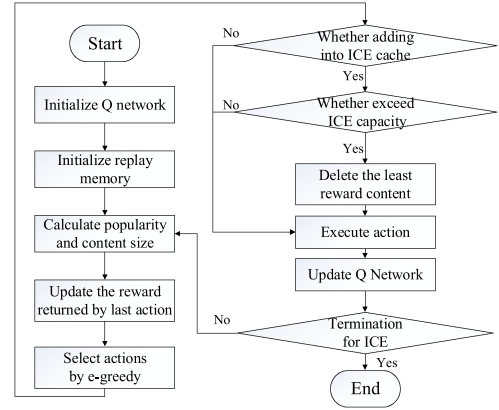 Start
Initialize Q network
Initialize replay
memory
Calculate popularity
and content size
Update the reward
returned by last action
Select actions
by e-greedy
No
Whether adding
into ICE cache
Yes
No
Whether exceed
ICE capacity
Yes
Delete the least
reward content
Execute action
Update Q Network
No
Termination
for ICE
Yes
End